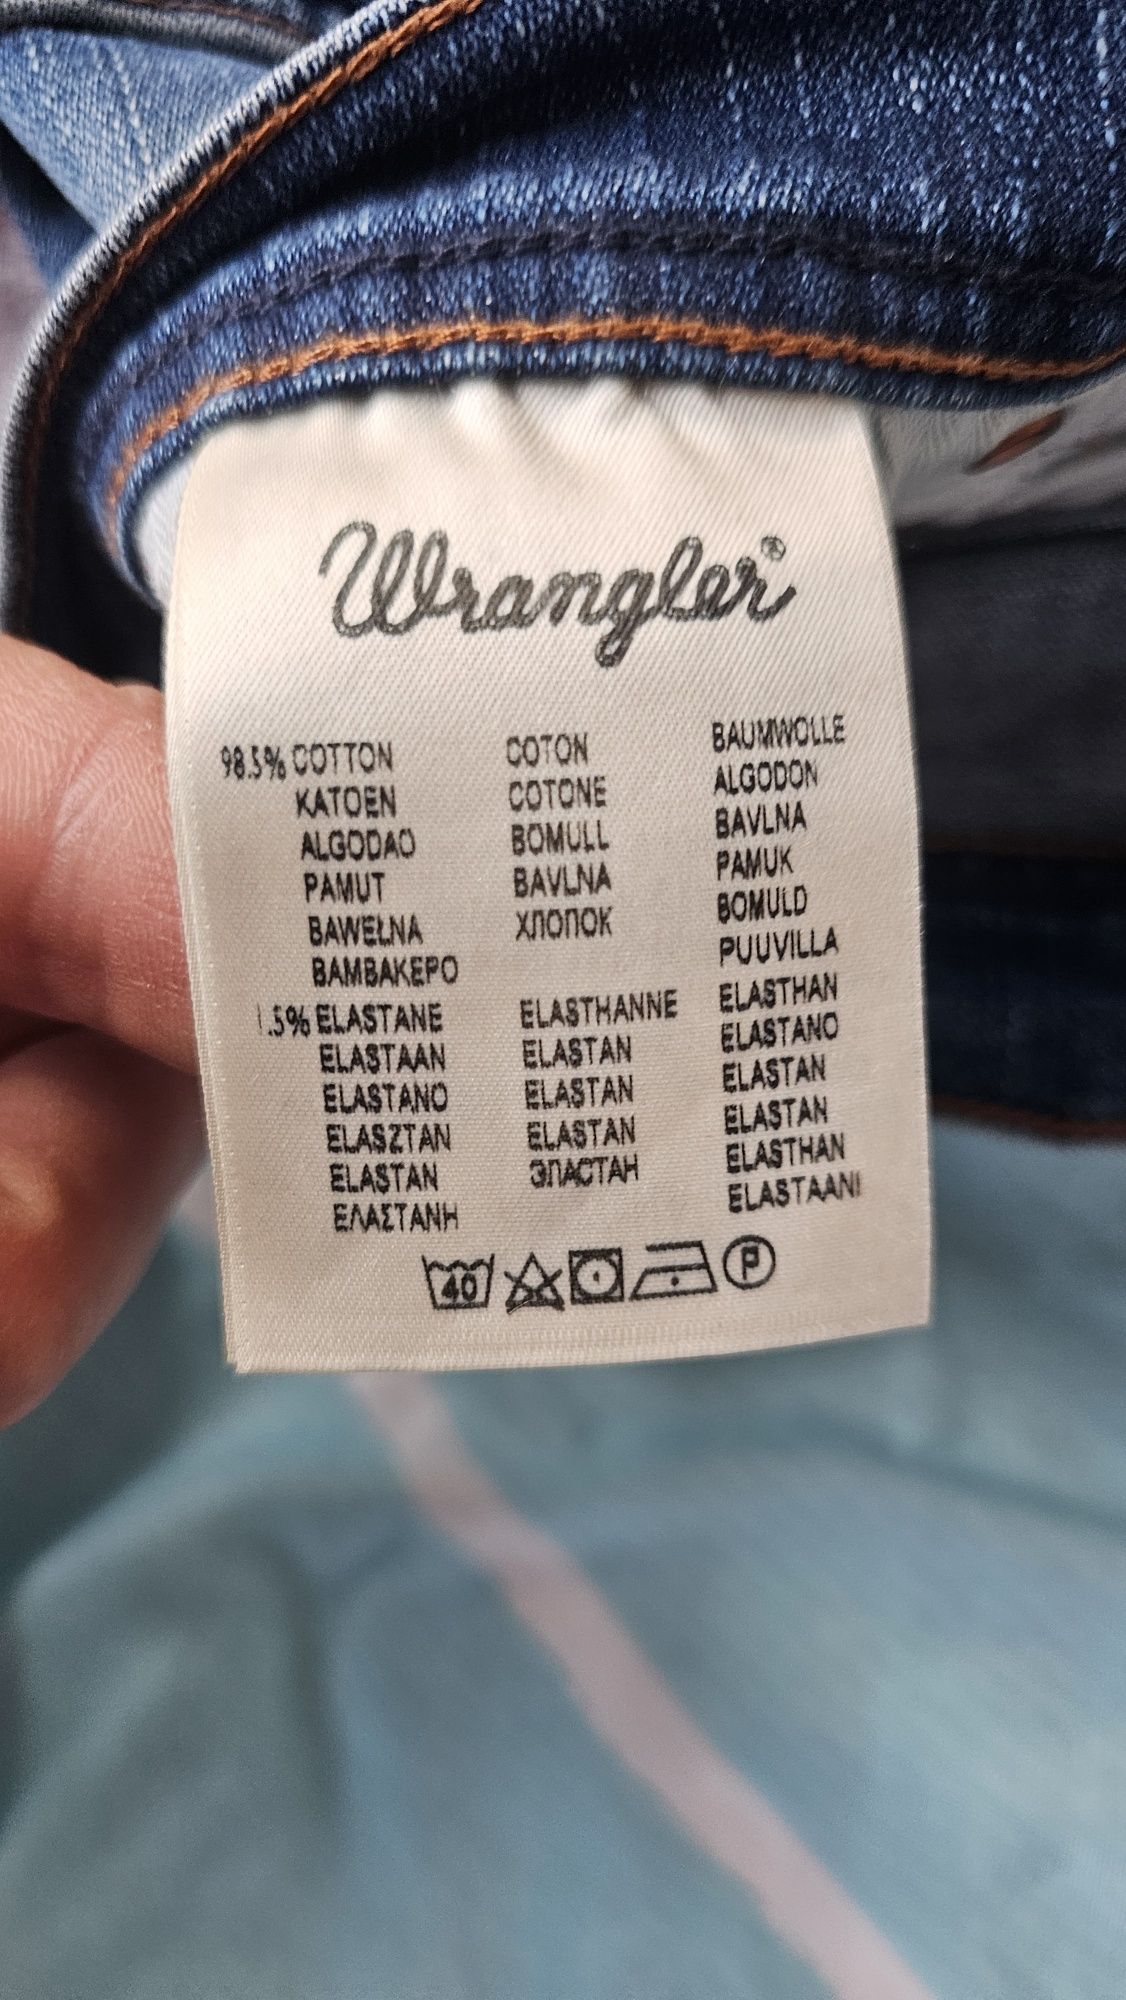 Wrangler®
98.5% COTTON COTON BAUMWOLLE
KATOEN COTONE ALGODON
ALGODAO BOMULL BAVLNA
PAMUT BAVLNA PAMUK
BAWEŁNA ХЛОПОК BOMULD
BAMBAKEPO PUUVILLA
1.5% ELASTANE ELASTHANNE ELASTHAN
ELASTAAN ELASTAN ELASTANO
ELASTANO ELASTAN ELASTAN
ELASZTAN ELASTAN ELASTAN
ELASTAN ЭЛАСТАН ELASTHAN
ΕΛΑΣΤΑΝΗ ELASTAANI
40 P